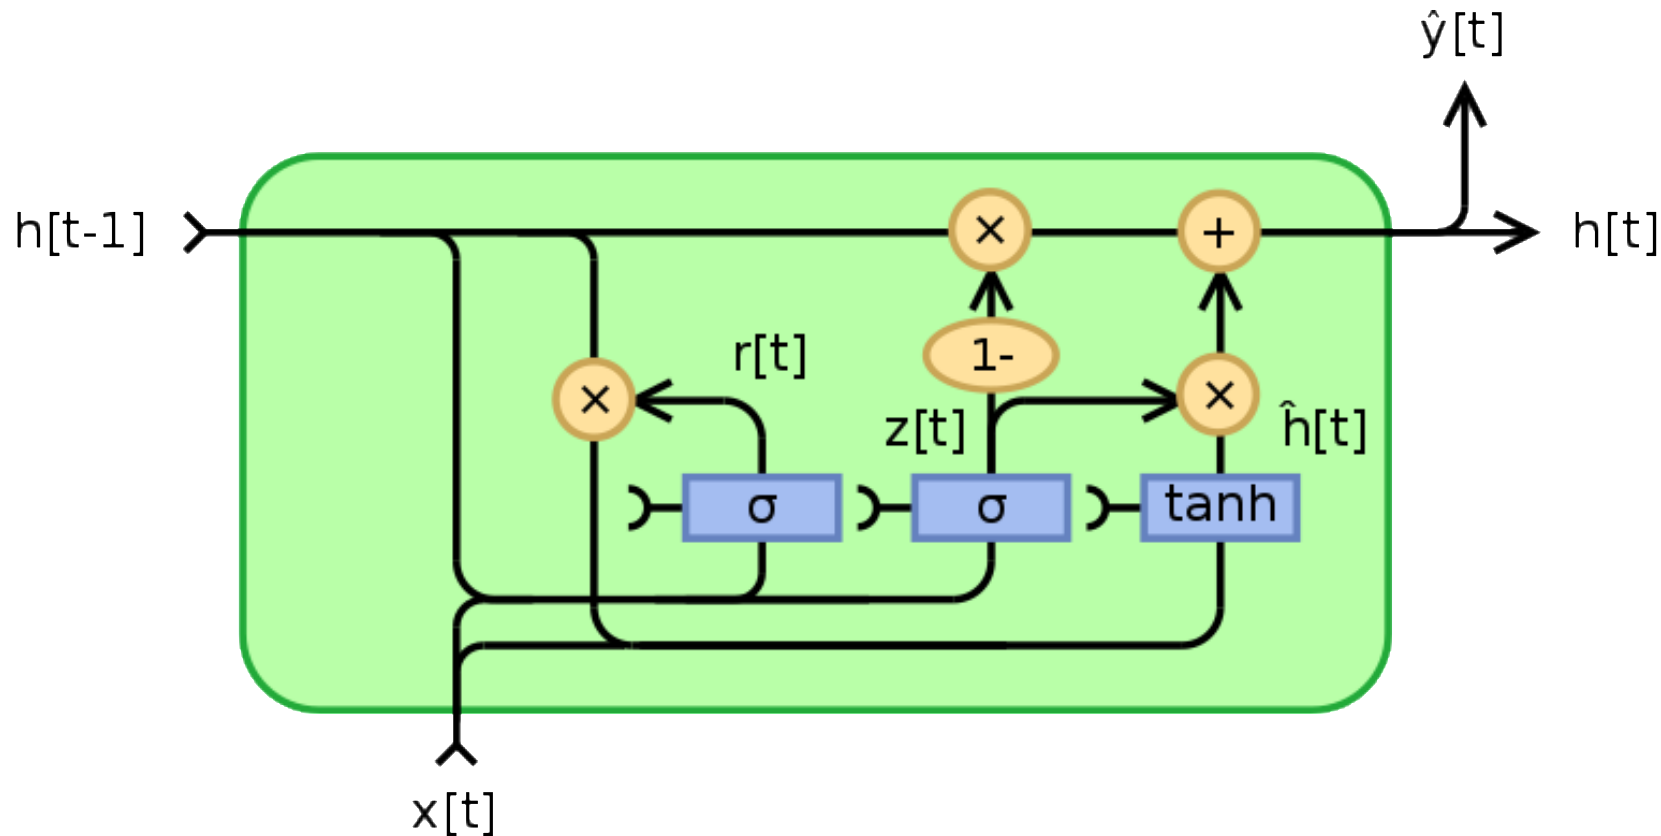 ŷ[t]
h[t-1]
×
+
h[t]
r[t]
1-
×
×
z[t]
ĥ[t]
σ
σ
tanh
x[t]